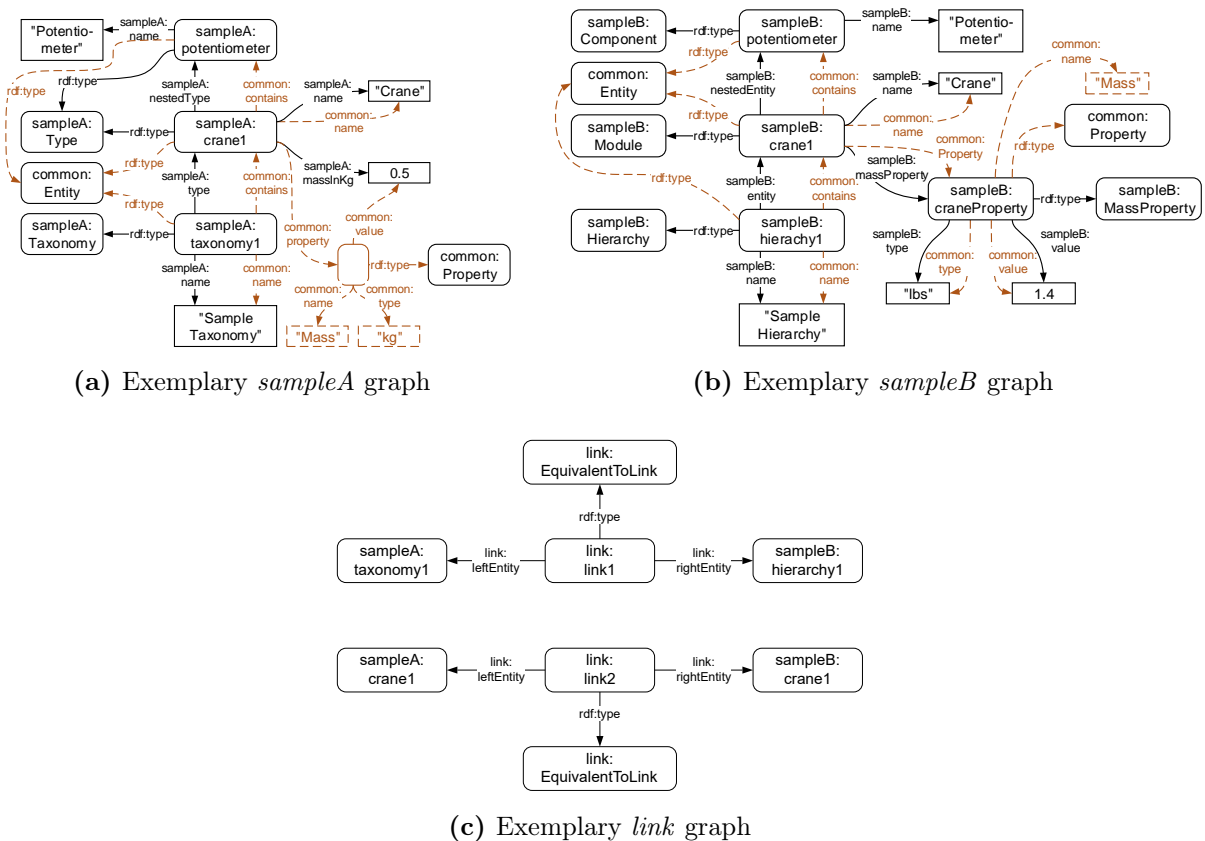 "Potentio-
meter"
sampleA:
name
sampleA:
potentiometer
rdf:type
rdf:type
sampleA:
nestedType
common:
contains
sampleA:
name
"Crane"
common:
name
sampleA:
Type
rdf:type
sampleA:
crane1
sampleA:
massInKg
0.5
common:
Entity
rdf:type
sampleA:
type
common:
contains
common:
value
sampleA:
Taxonomy
rdf:type
sampleA:
taxonomy1
common:
property
rdf:type
common:
Property
sampleA:
name
common:
name
common:
name
common:
type
"Sample
Taxonomy"
"Mass"
"kg"
(a) Exemplary sampleA graph
sampleB:
Component
rdf:type
sampleB:
potentiometer
sampleB:
name
"Potentio-
meter"
rdf:type
common:
Entity
sampleB:
nestedEntity
common:
contains
sampleB:
name
"Crane"
common:
name
common:
name
"Mass"
common:
Property
rdf:type
sampleB:
Module
rdf:type
sampleB:
crane1
common:
Property
rdf:type
sampleB:
massProperty
rdf:type
sampleB:
entity
common:
contains
sampleB:
craneProperty
rdf:type
sampleB:
MassProperty
sampleB:
Hierarchy
rdf:type
sampleB:
hierachy1
sampleB:
type
common:
type
common:
value
sampleB:
value
sampleB:
name
common:
name
"lbs"
1.4
"Sample
Hierarchy"
(b) Exemplary sampleB graph
link:
EquivalentToLink
rdf:type
sampleA:
taxonomy1
link:
leftEntity
link:
link1
link:
rightEntity
sampleB:
hierarchy1
sampleA:
crane1
link:
leftEntity
link:
link2
link:
rightEntity
sampleB:
crane1
rdf:type
link:
EquivalentToLink
(c) Exemplary link graph